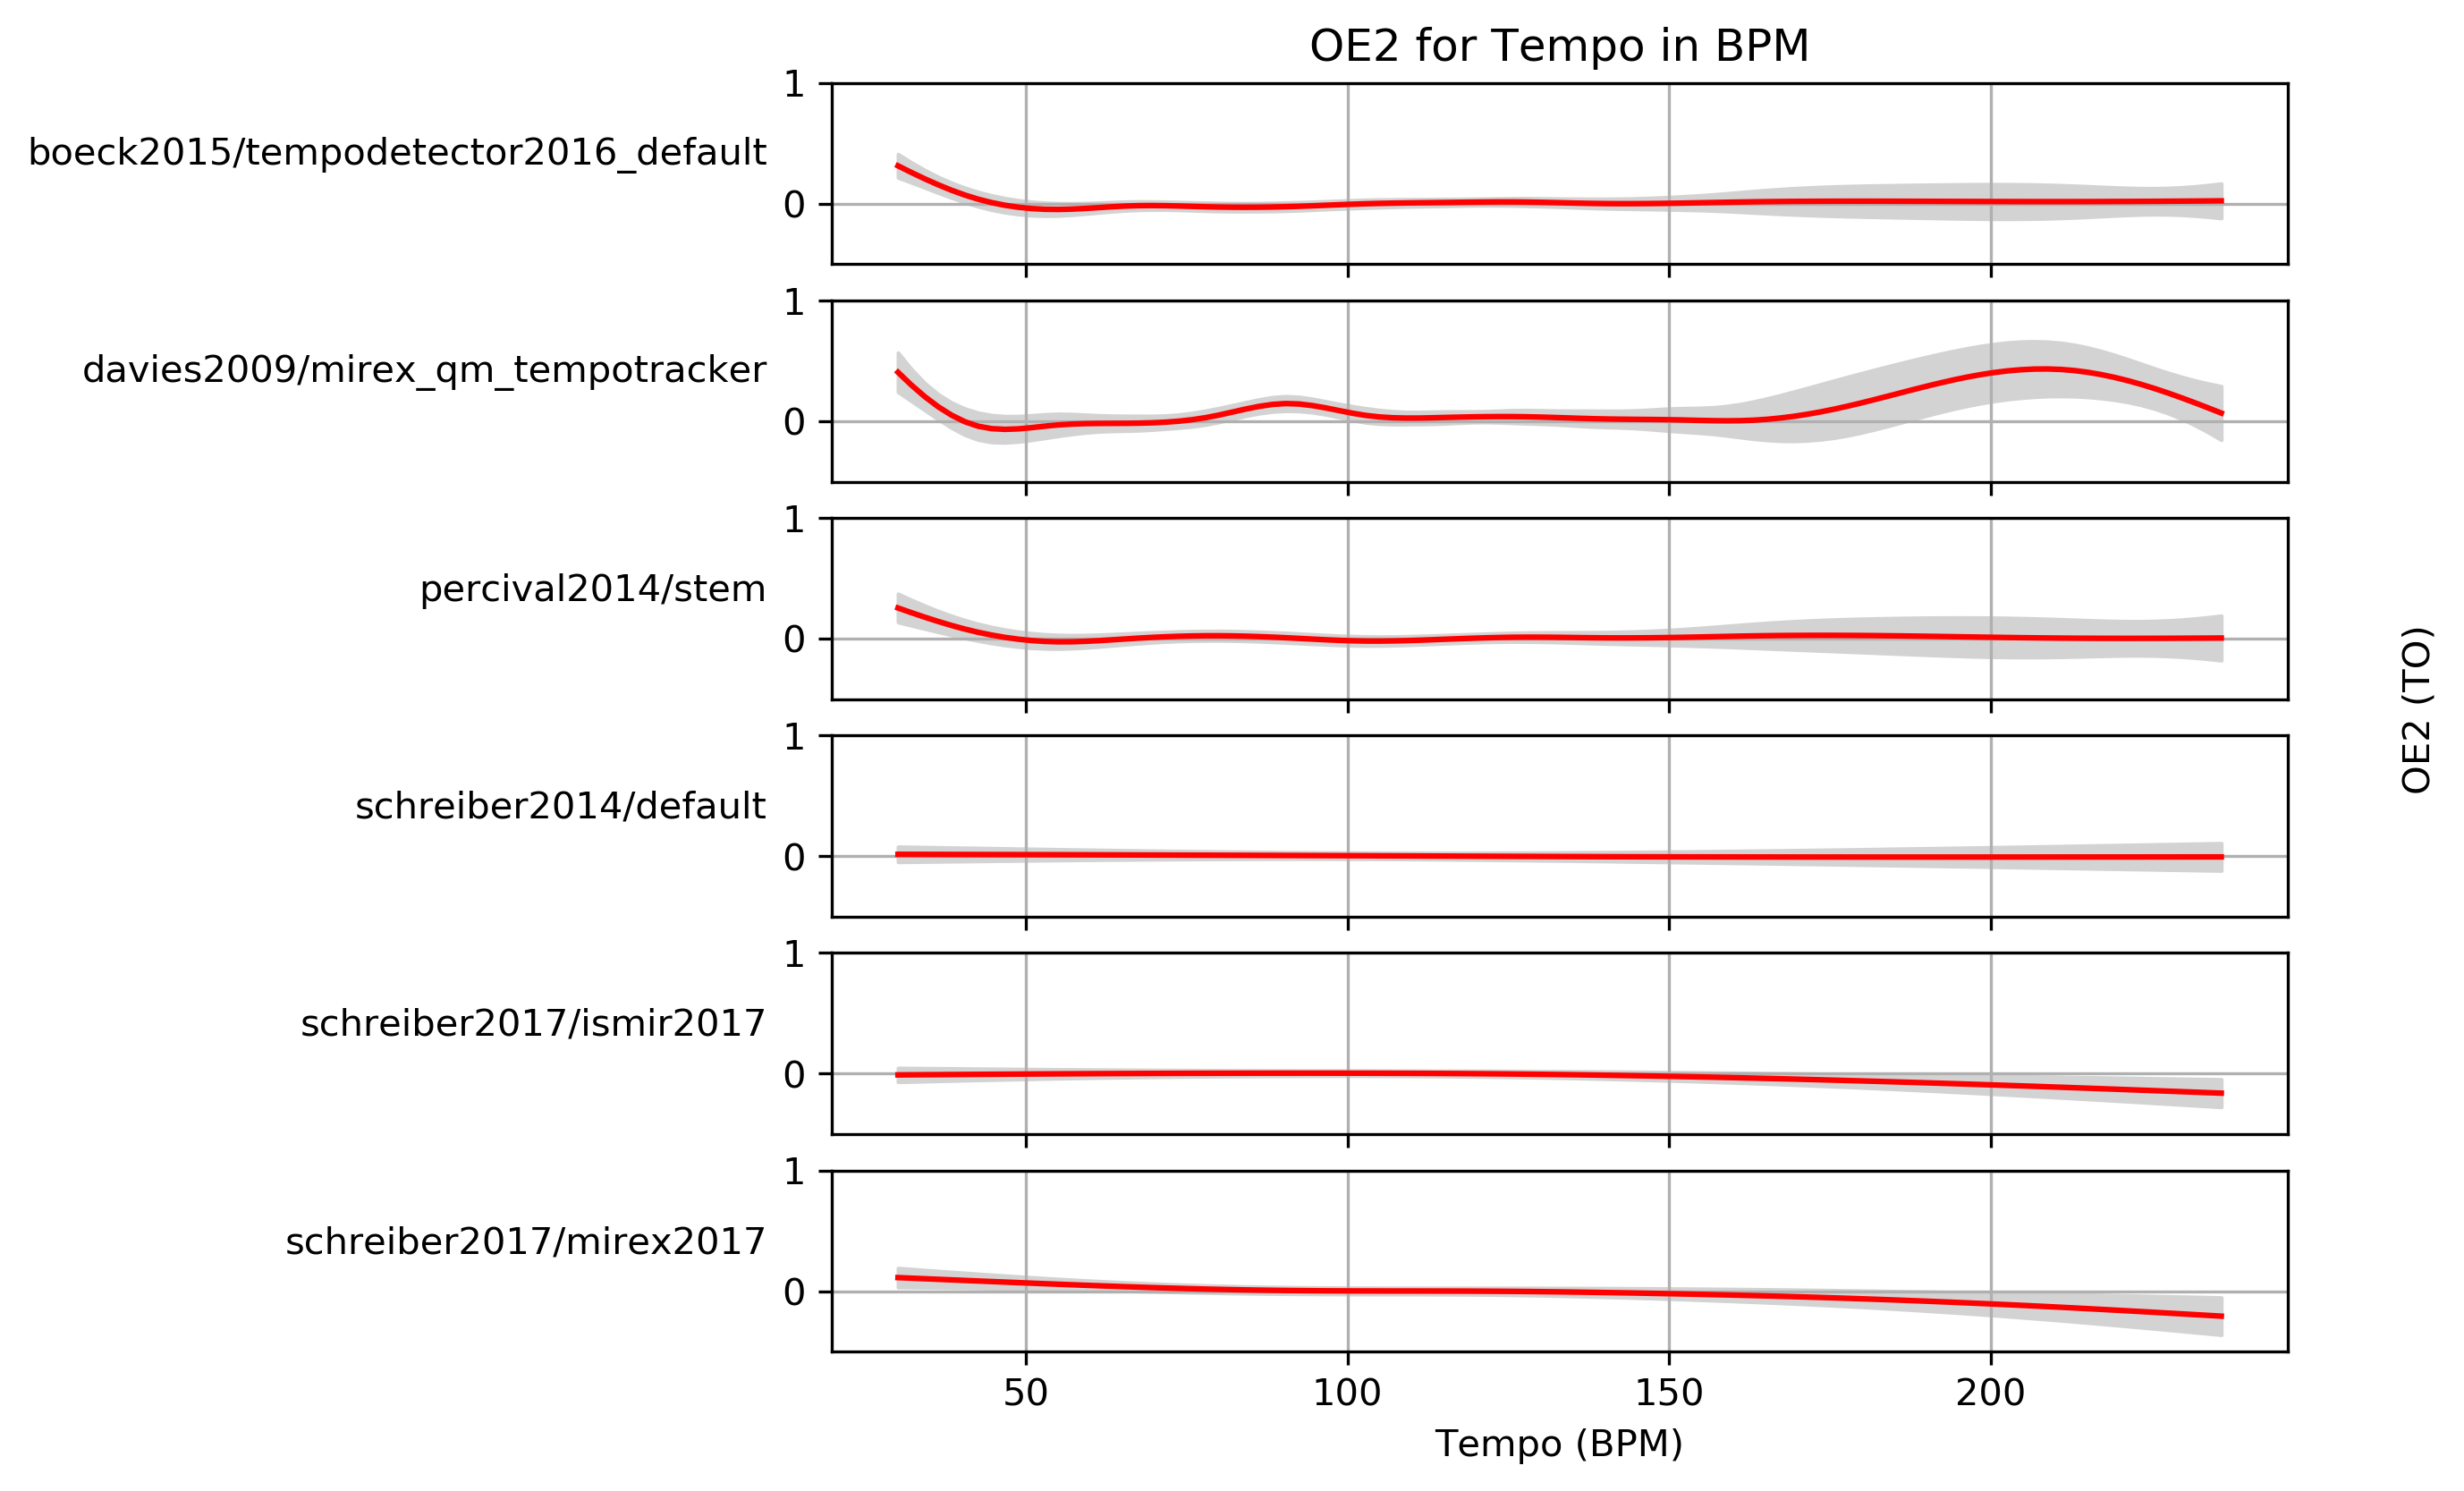 OE2 for Tempo in BPM
1
boeck2015/tempodetector2016_default
0
1
davies2009/mirex_qm_tempotracker
0
1
percival2014/stem
0
1
schreiber2014/default
0
1
schreiber2017/ismir2017
0
1
schreiber2017/mirex2017
0
50 100 150 200
Tempo (BPM)
OE2 (TO)